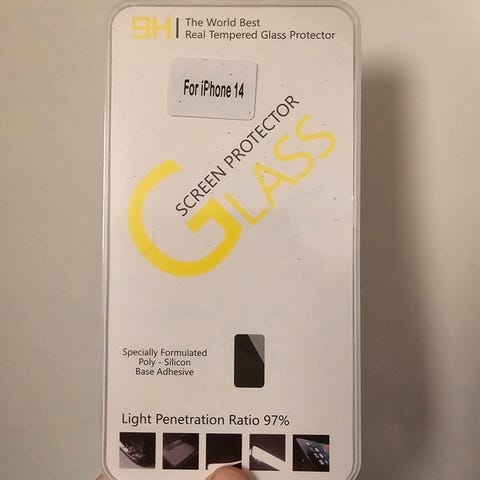 9H
The World Best
Real Tempered Glass Protector
For iPhone 14
SCREEN PROTECTOR
GLASS
Specially Formulated
Poly - Silicon
Base Adhesive
Light Penetration Ratio 97%